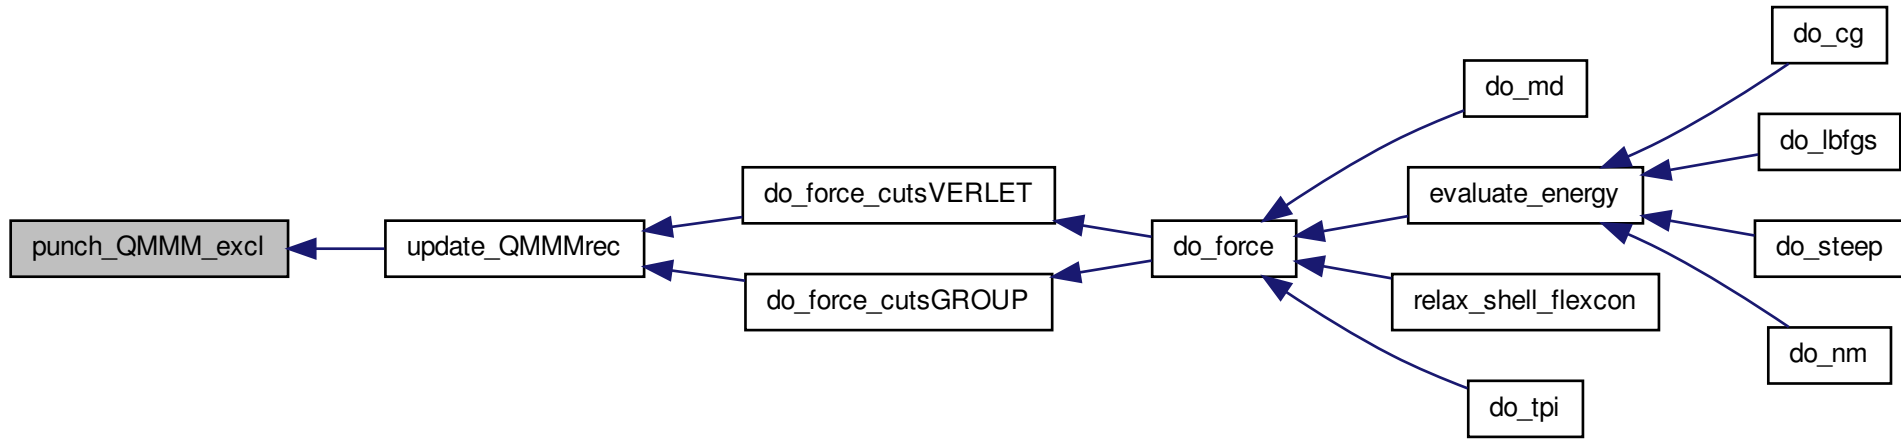 punch_QMMM_excl
update_QMMMrec
do_force_cutsVERLET
do_force_cutsGROUP
do_force
do_md
evaluate_energy
relax_shell_flexcon
do_tpi
do_cg
do_lbfgs
do_steep
do_nm